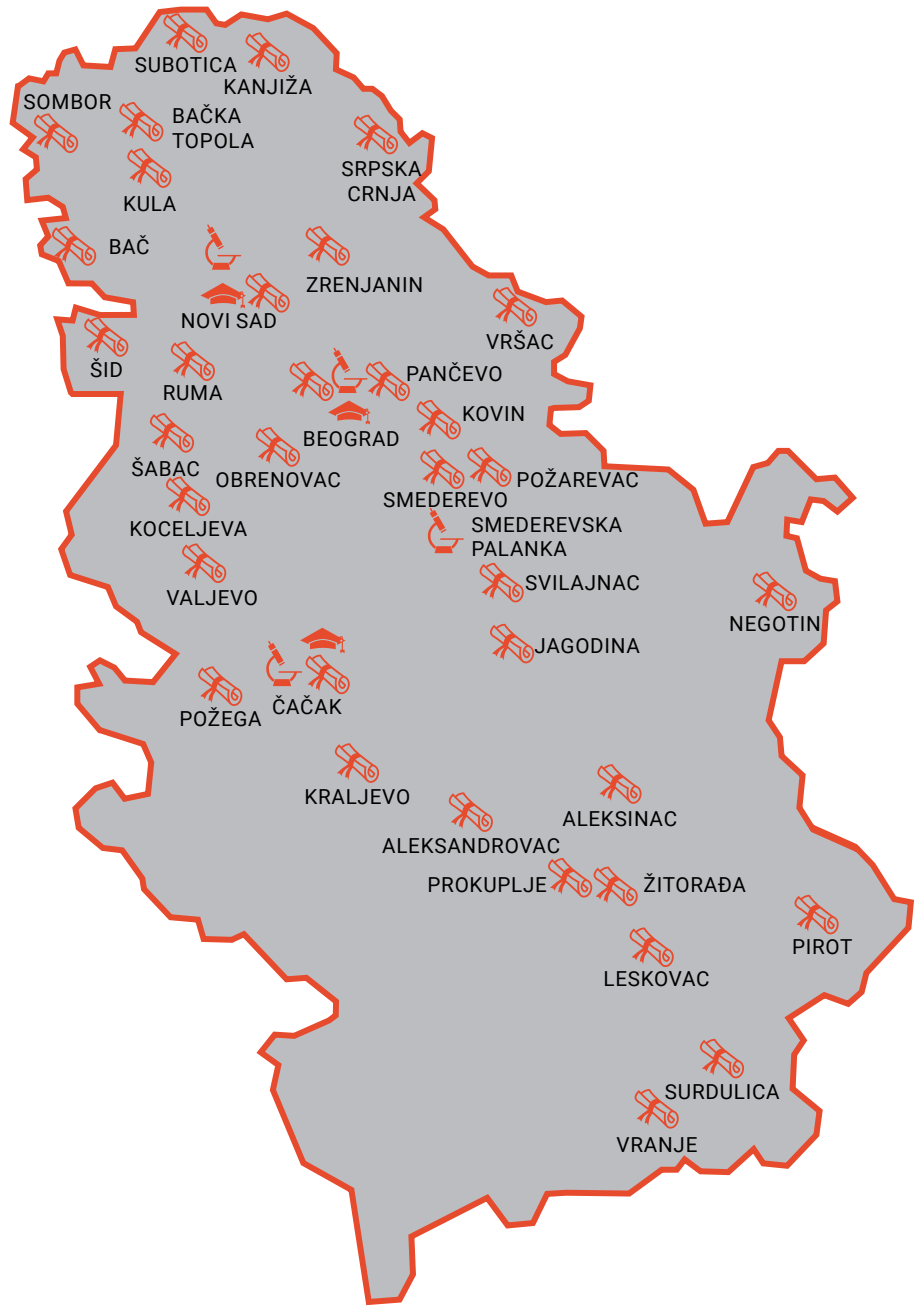 SUBOTICA
KANJIŽA
SOMBOR
BAČKA
TOPOLA
SRPSKA
CRNJA
KULA
BAČ
ZRENJANIN
NOVI SAD
VRŠAC
ŠID
RUMA
PANČEVO
KOVIN
BEOGRAD
ŠABAC
OBRENOVAC
SMEDEREVO
POŽAREVAC
KOCELJEVA
SMEDEREVSKA
PALANKA
VALJEVO
SVILAJNAC
NEGOTIN
JAGODINA
POŽEGA
ČAČAK
KRALJEVO
ALEKSINAC
ALEKSANDROVAC
PROKUPLJE
ŽITORAĐA
PIROT
LESKOVAC
SURDULICA
VRANJE